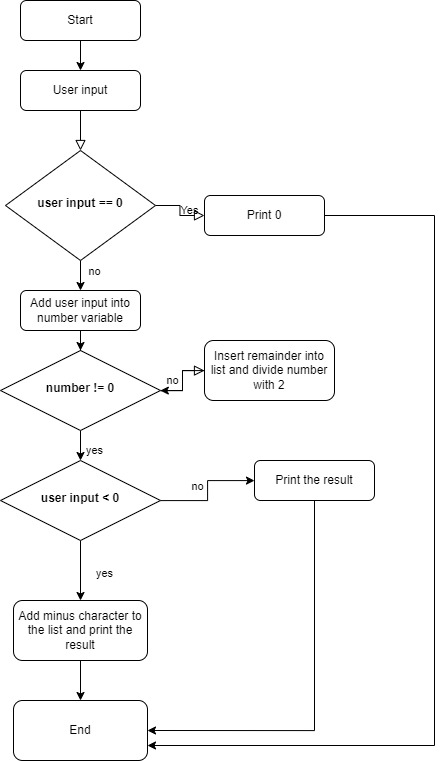 Start
User input
user input == 0
Yes
Print 0
no
Add user input into
number variable
number != 0
no
Insert remainder into
list and divide number
with 2
yes
user input < 0
no
Print the result
yes
Add minus character to
the list and print the
result
End